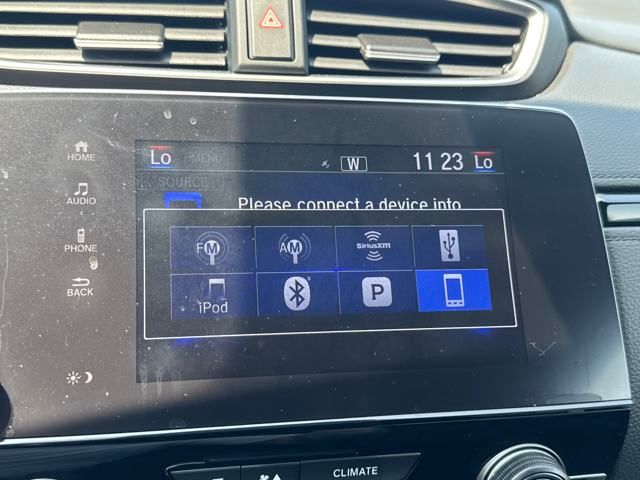 HOME
AUDIO
PHONE
BACK
Lo MENU W 11 23 Lo
SOURCE
Please connect a device into
FM AM SiriusXM
iPod P
CLIMATE